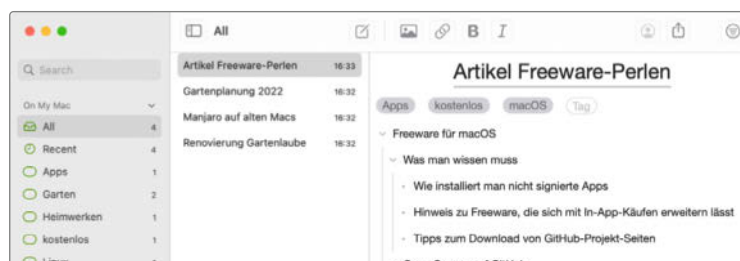 All
Search
On My Mac
All 4
Recent 4
Apps 1
Garten 2
Heimwerken 1
kostenlos 1
Artikel Freeware-Perlen 16:33
Gartenplanung 2022 16:32
Manjaro auf alten Macs 16:32
Renovierung Gartenlaube 16:32
B I
Artikel Freeware-Perlen
Apps kostenlos macOS Tag
Freeware für macOS
Was man wissen muss
Wie installiert man nicht signierte Apps
Hinweis zu Freeware, die sich mit In-App-Käufen erweitern lässt
Tipps zum Download von GitHub-Projekt-Seiten